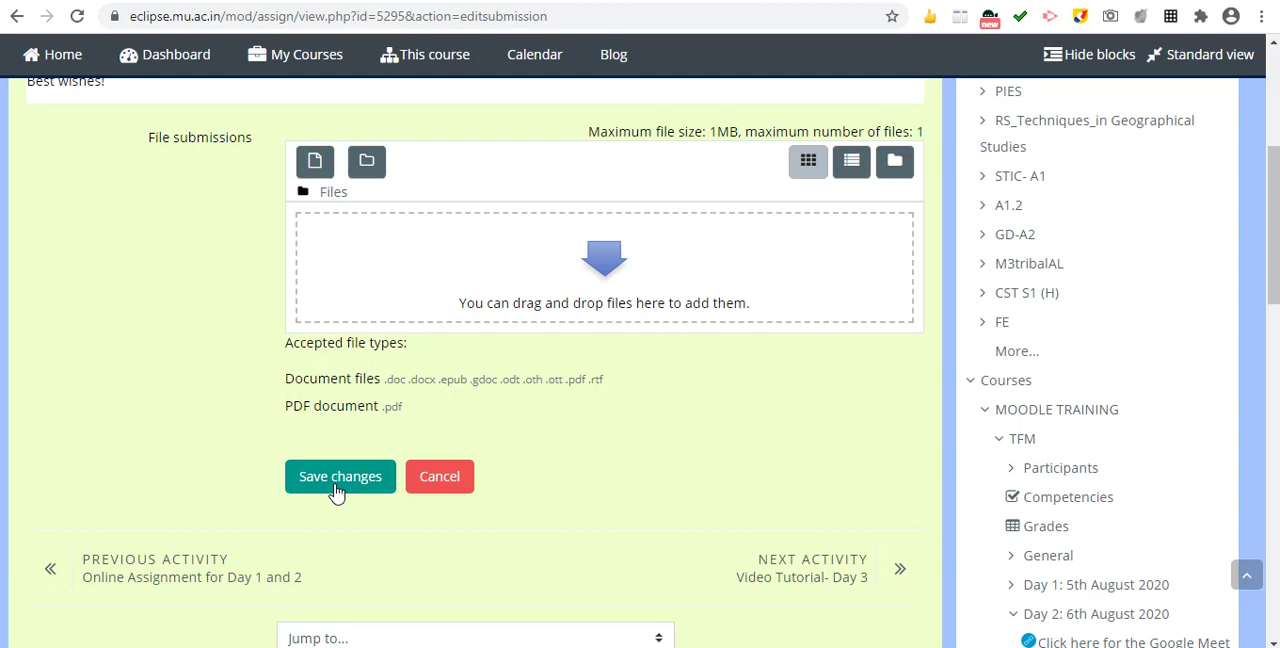 eclipse.mu.ac.in/mod/assign/view.php?id=5295&action=editsubmission
new
Home
Dashboard
My Courses
This course
Calendar
Blog
Hide blocks
Standard view
Best wishes!
File submissions
Maximum file size: 1MB, maximum number of files: 1
Files
You can drag and drop files here to add them.
Accepted file types:
Document files .doc .docx .epub .gdoc .odt .oth .ott .pdf .rtf
PDF document .pdf
Save changes
Cancel
PREVIOUS ACTIVITY
Online Assignment for Day 1 and 2
NEXT ACTIVITY
Video Tutorial- Day 3
Jump to...
PIES
RS_Techniques_in Geographical
Studies
STIC- A1
A1.2
GD-A2
M3tribalAL
CST S1 (H)
FE
More...
Courses
MOODLE TRAINING
TFM
Participants
Competencies
Grades
General
Day 1: 5th August 2020
Day 2: 6th August 2020
Click here for the Google Meet